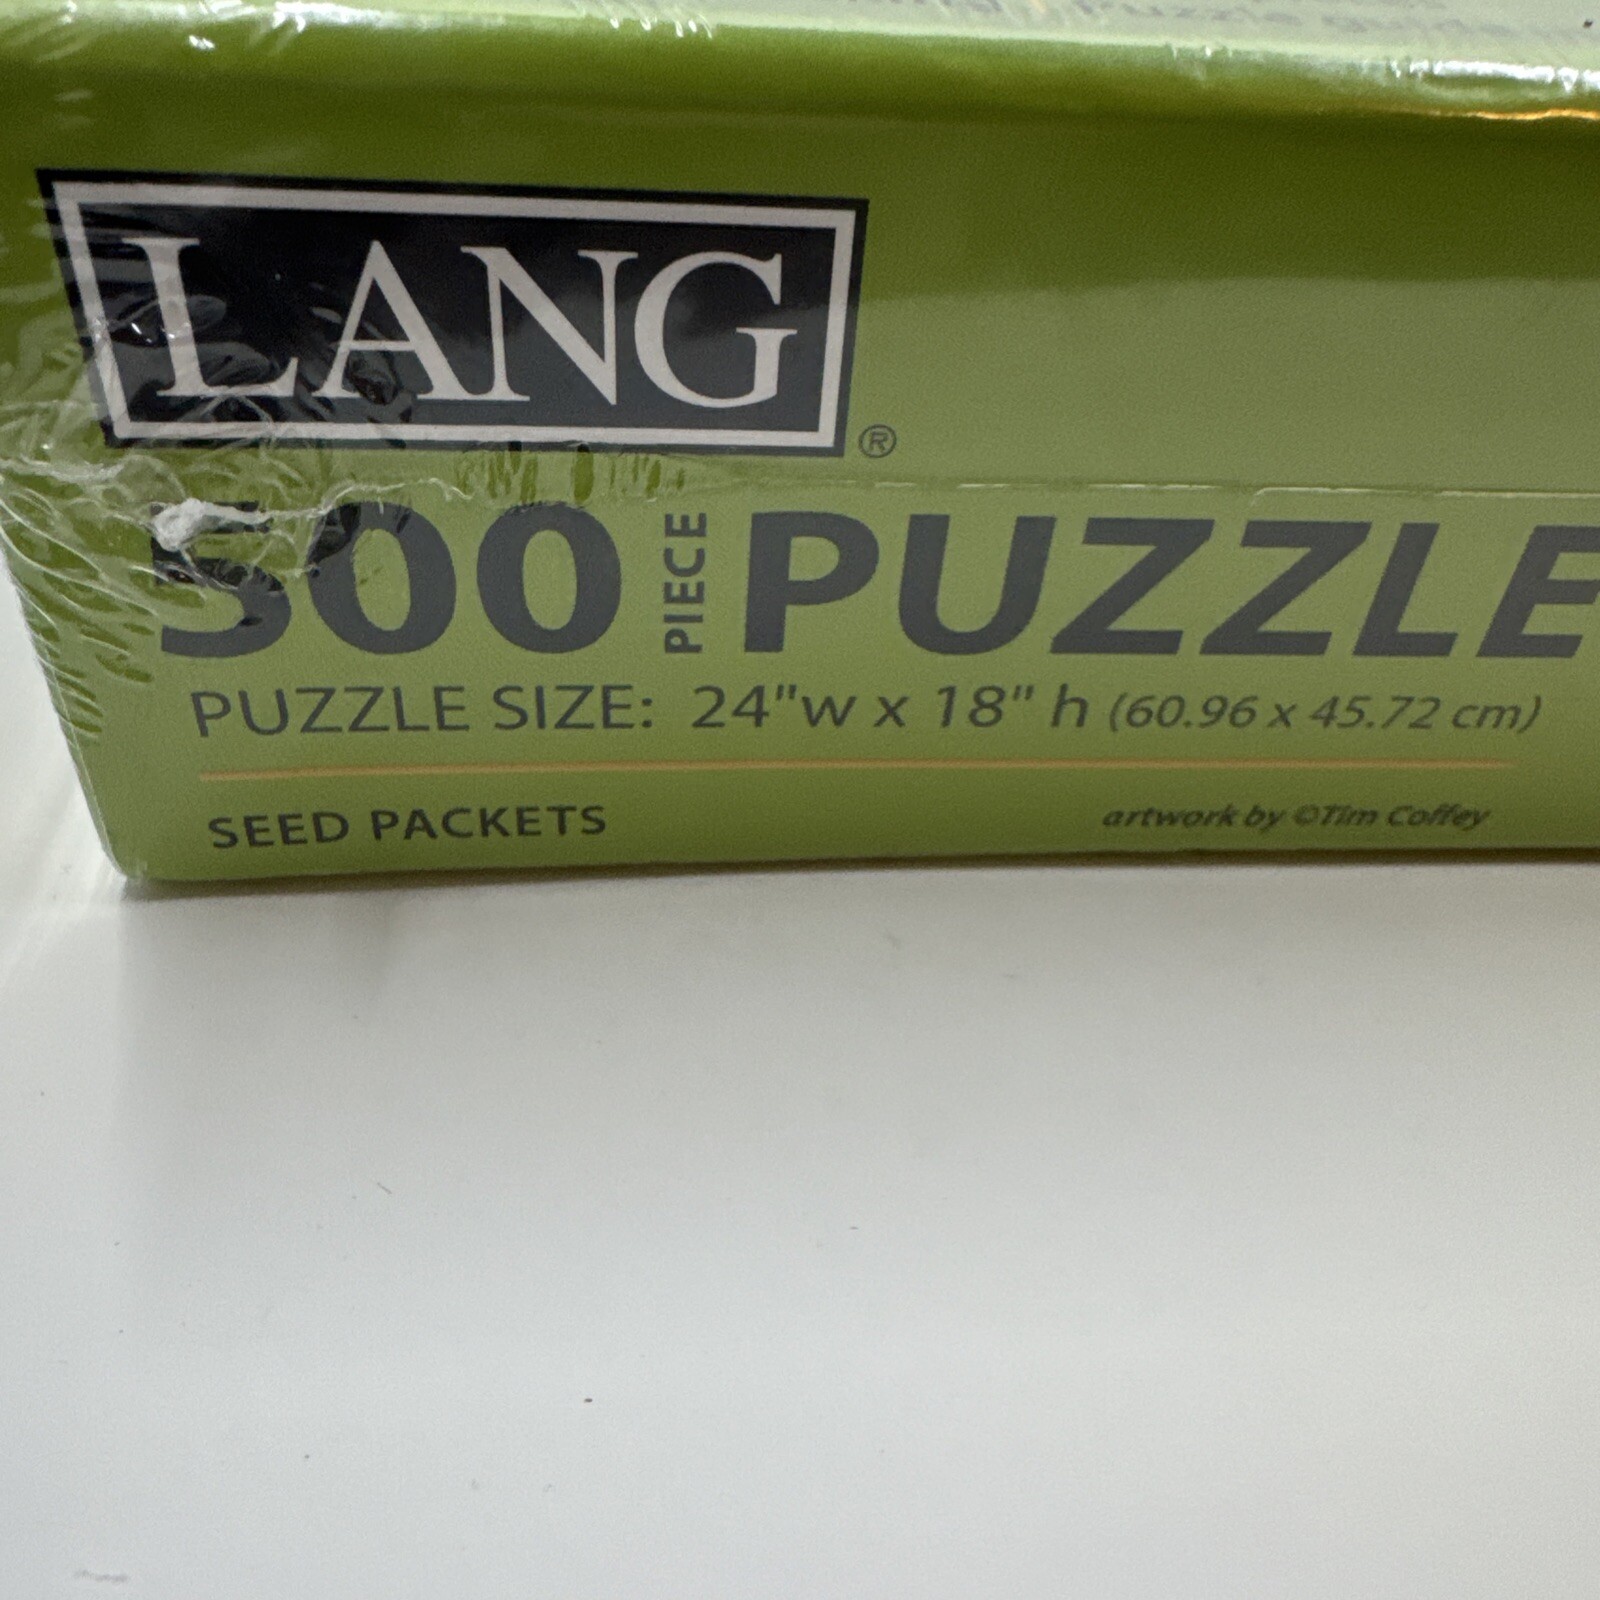 LANG®
500 PIECE PUZZLE
PUZZLE SIZE: 24"w x 18" h (60.96 x 45.72 cm)
SEED PACKETS
artwork by ©Tim Coffey